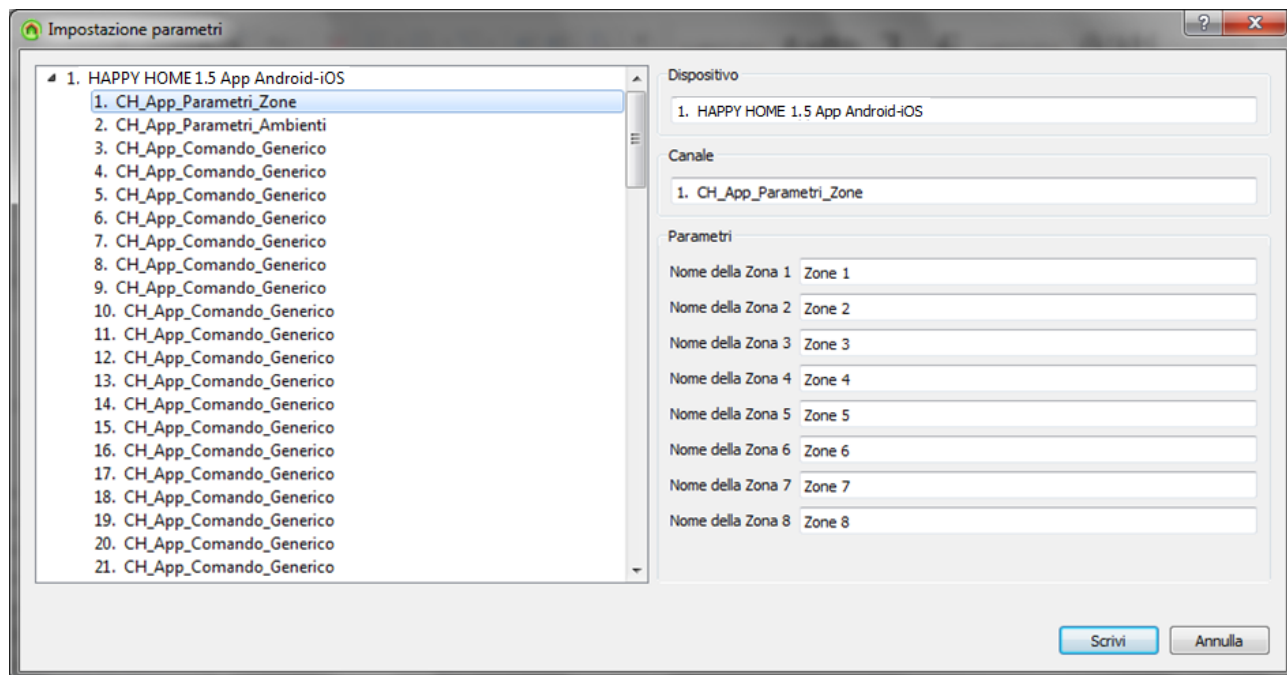 Impostazione parametri
1. HAPPY HOME 1.5 App Android-iOS
1. CH_App_Parametri_Zone
2. CH_App_Parametri_Ambienti
3. CH_App_Comando_Generico
4. CH_App_Comando_Generico
5. CH_App_Comando_Generico
6. CH_App_Comando_Generico
7. CH_App_Comando_Generico
8. CH_App_Comando_Generico
9. CH_App_Comando_Generico
10. CH_App_Comando_Generico
11. CH_App_Comando_Generico
12. CH_App_Comando_Generico
13. CH_App_Comando_Generico
14. CH_App_Comando_Generico
15. CH_App_Comando_Generico
16. CH_App_Comando_Generico
17. CH_App_Comando_Generico
18. CH_App_Comando_Generico
19. CH_App_Comando_Generico
20. CH_App_Comando_Generico
21. CH_App_Comando_Generico
Dispositivo
1. HAPPY HOME 1.5 App Android-iOS
Canale
1. CH_App_Parametri_Zone
Parametri
Nome della Zona 1 Zone 1
Nome della Zona 2 Zone 2
Nome della Zona 3 Zone 3
Nome della Zona 4 Zone 4
Nome della Zona 5 Zone 5
Nome della Zona 6 Zone 6
Nome della Zona 7 Zone 7
Nome della Zona 8 Zone 8
Scrivi Annulla